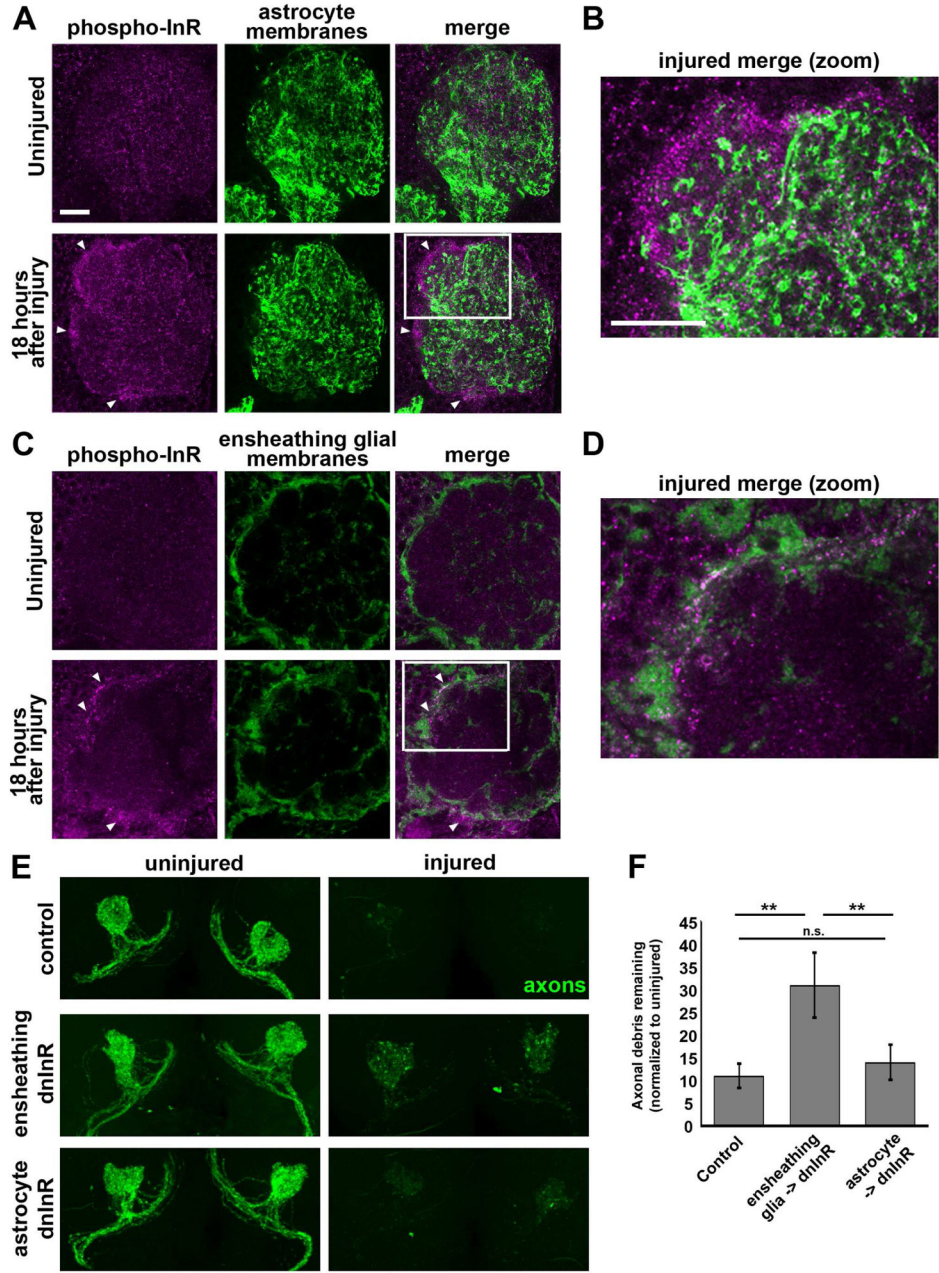 A
phospho-InR
astrocyte
membranes
merge
Uninjured
18 hours
after injury
B
injured merge (zoom)
C
phospho-InR
ensheathing glial
membranes
merge
Uninjured
18 hours
after injury
D
injured merge (zoom)
E
uninjured
injured
control
axons
ensheathing
dnInR
astrocyte
dnInR
F
**
**
n.s.
Axonal debris remaining
(normalized to uninjured)
45
40
35
30
25
20
15
10
5
0
Control
ensheathing
glia -> dnInR
astrocyte
-> dnInR